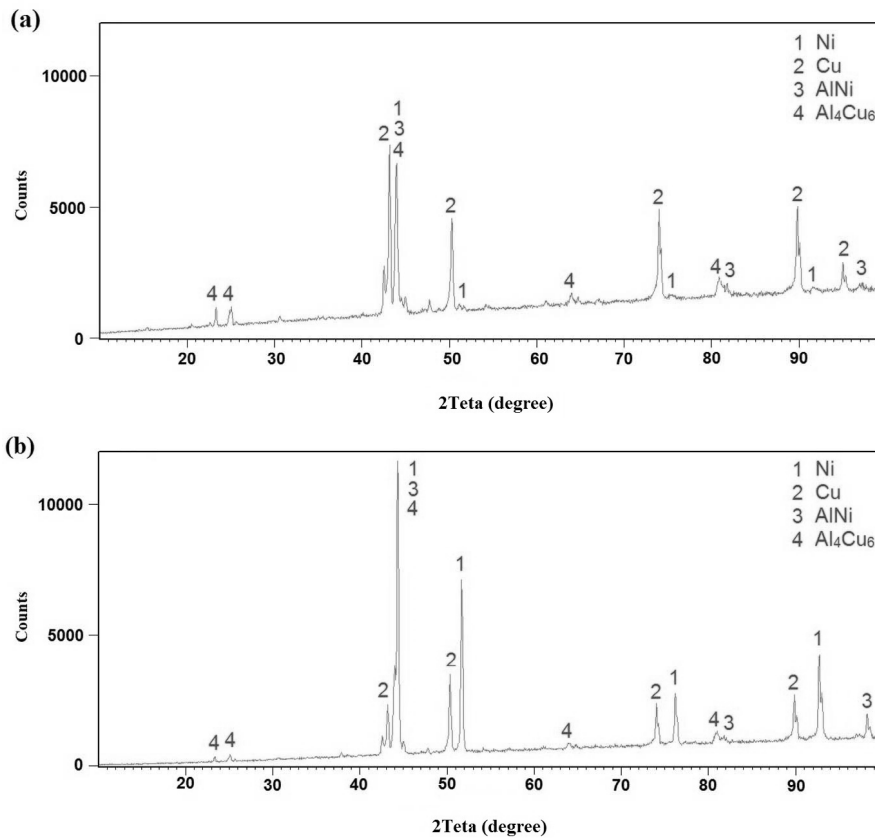 (a)
10000
5000
0
Counts
1 Ni
2 Cu
3 AlNi
4 Al₄Cu₆
4 4 2 1 3 4 2 1 4 2 1 4 3 2 1 2 3
20 30 40 50 60 70 80 90
2Teta (degree)
(b)
10000
5000
0
Counts
1 Ni
2 Cu
3 AlNi
4 Al₄Cu₆
4 4 2 1 3 4 2 1 4 2 1 4 3 2 1 3
20 30 40 50 60 70 80 90
2Teta (degree)